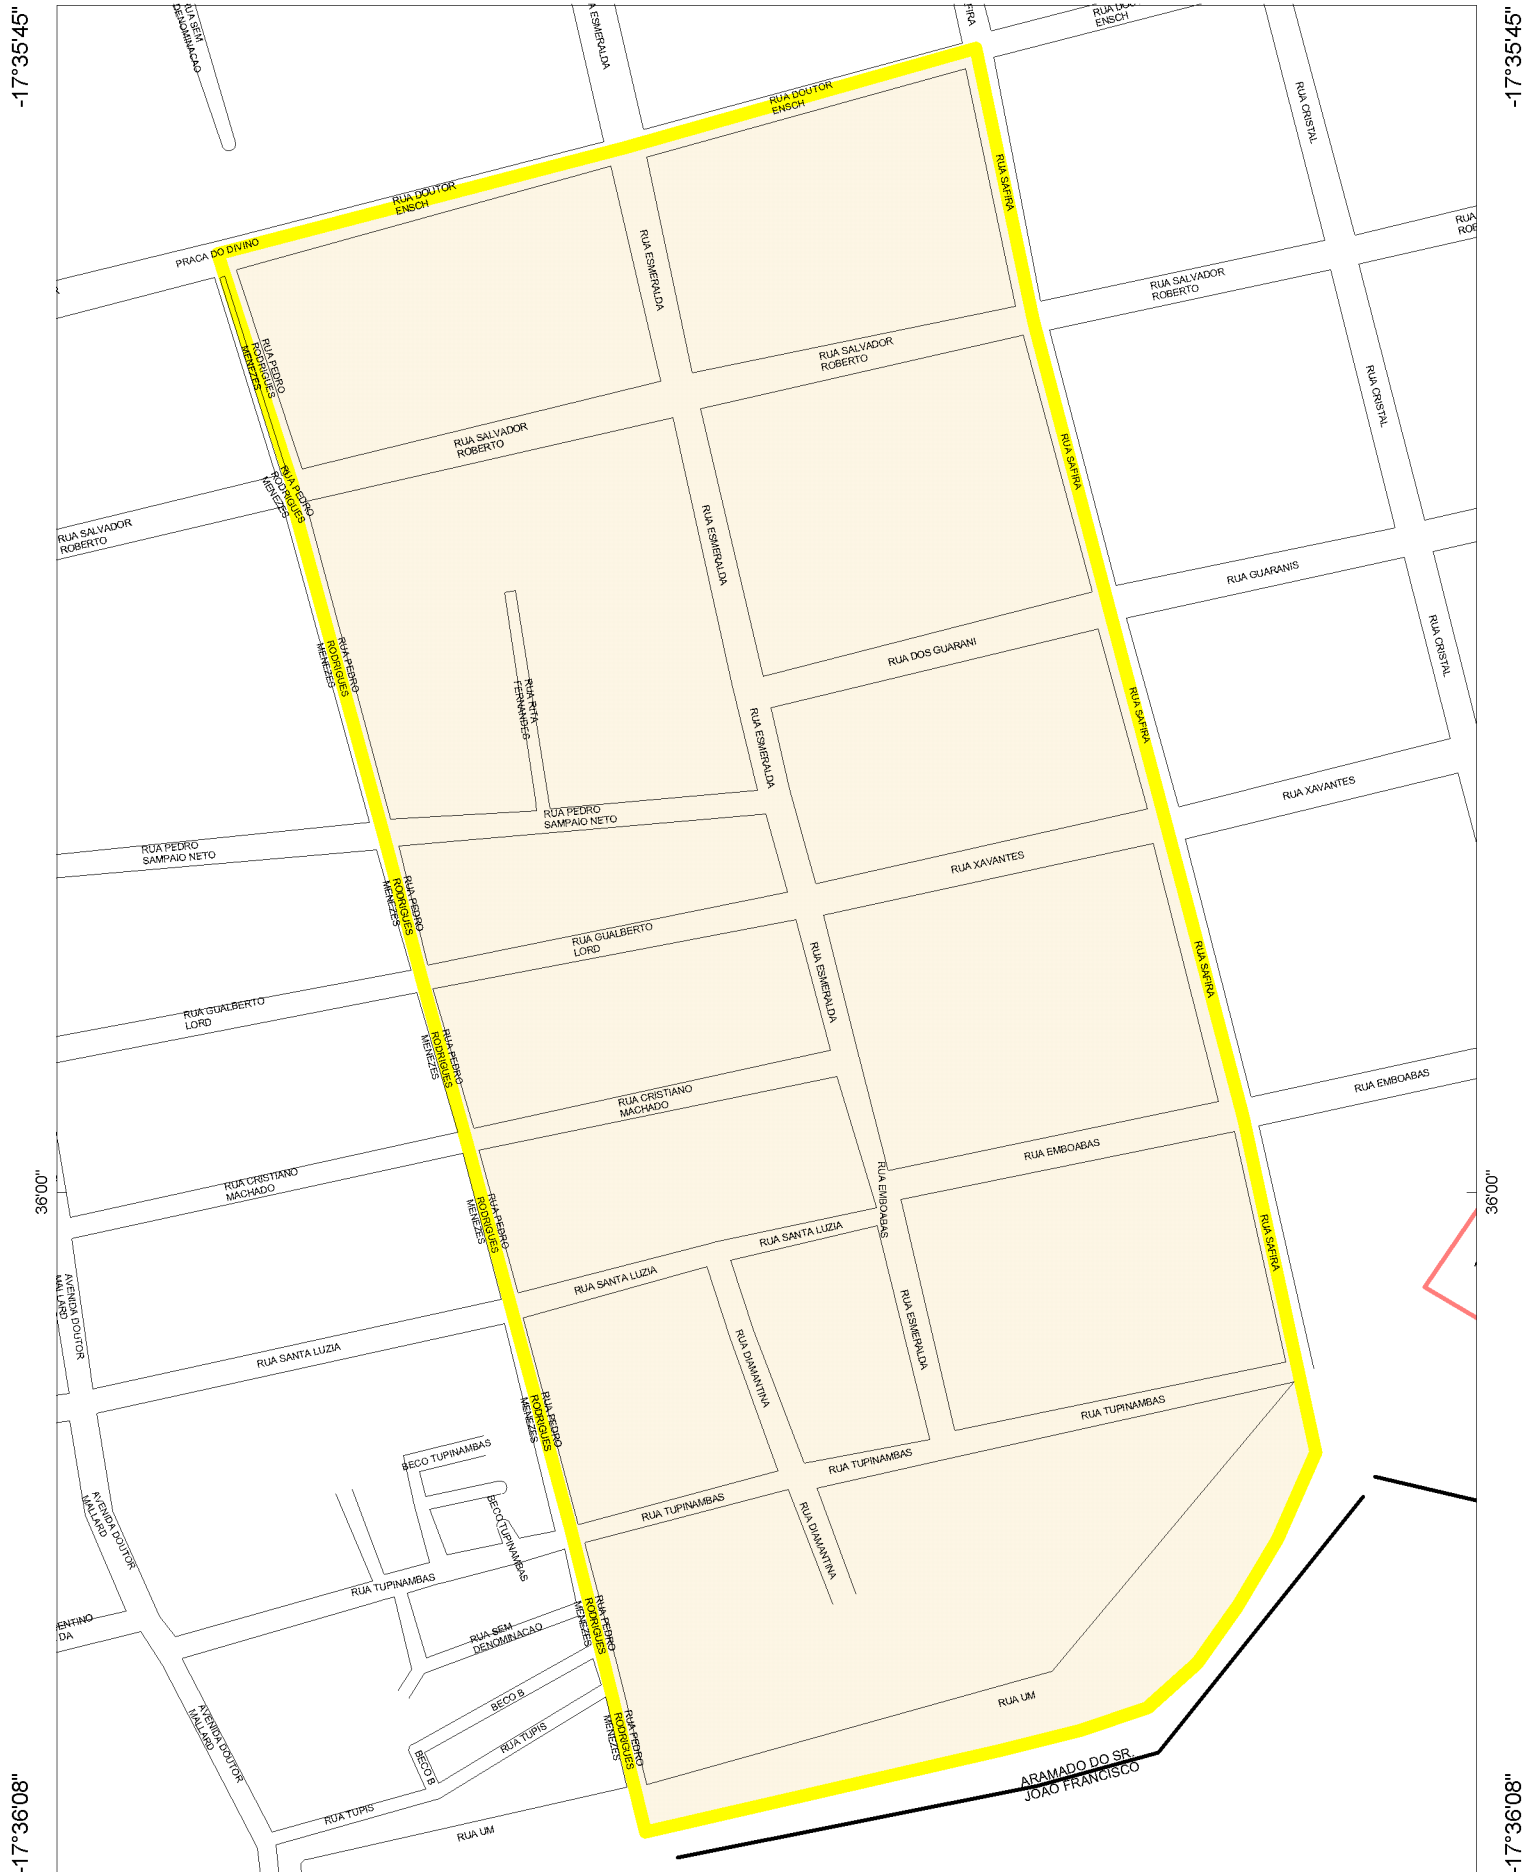 -17°35'45"
-17°35'45"
RUA SEM
DENOMINACAO
A ESMERALDA
FIRA
RUA DOU
ENSCH
RUA DOUTOR
ENSCH
RUA CRISTAL
RUA SAFIRA
RUA DOUTOR
ENSCH
PRACA DO DIVINO
RUA
ROB
RUA ESMERALDA
RUA SALVADOR
ROBERTO
RUA PEDRO
RODRIGUES
MENEZES
RUA SALVADOR
ROBERTO
RUA CRISTAL
RUA SALVADOR
ROBERTO
RUA SAFIRA
RUA PEDRO
RODRIGUES
MENEZES
RUA SALVADOR
ROBERTO
RUA ESMERALDA
RUA GUARANIS
RUA CRISTAL
RUA PEDRO
RODRIGUES
MENEZES
RUA DOS GUARANI
RUA RITA
FERNANDES
RUA SAFIRA
RUA ESMERALDA
RUA XAVANTES
RUA PEDRO
SAMPAIO NETO
RUA PEDRO
SAMPAIO NETO
RUA XAVANTES
RUA PEDRO
RODRIGUES
MENEZES
RUA GUALBERTO
LORD
RUA ESMERALDA
RUA SAFIRA
RUA GUALBERTO
LORD
RUA PEDRO
RODRIGUES
MENEZES
RUA EMBOABAS
RUA CRISTIANO
MACHADO
RUA EMBOABAS
RUA CRISTIANO
MACHADO
36'00"
36'00"
RUA EMBOABAS
RUA PEDRO
RODRIGUES
MENEZES
RUA SANTA LUZIA
RUA SAFIRA
RUA SANTA LUZIA
AVENIDA DOUTOR
MALLARD
RUA ESMERALDA
RUA SANTA LUZIA
RUA DIAMANTINA
RUA PEDRO
RODRIGUES
MENEZES
RUA TUPINAMBAS
BECO TUPINAMBAS
RUA TUPINAMBAS
RUA TUPINAMBAS
AVENIDA DOUTOR
MALLARD
BECO TUPINAMBAS
RUA DIAMANTINA
RUA TUPINAMBAS
RUA PEDRO
RODRIGUES
MENEZES
ENTINO
DA
RUA SEM
DENOMINACAO
BECO B
RUA UM
AVENIDA DOUTOR
MALLARD
RUA PEDRO
RODRIGUES
MENEZES
RUA TUPIS
BECO B
ARAMADO DO SR.
JOAO FRANCISCO
RUA TUPIS
RUA UM
-17°36'08"
-17°36'08"